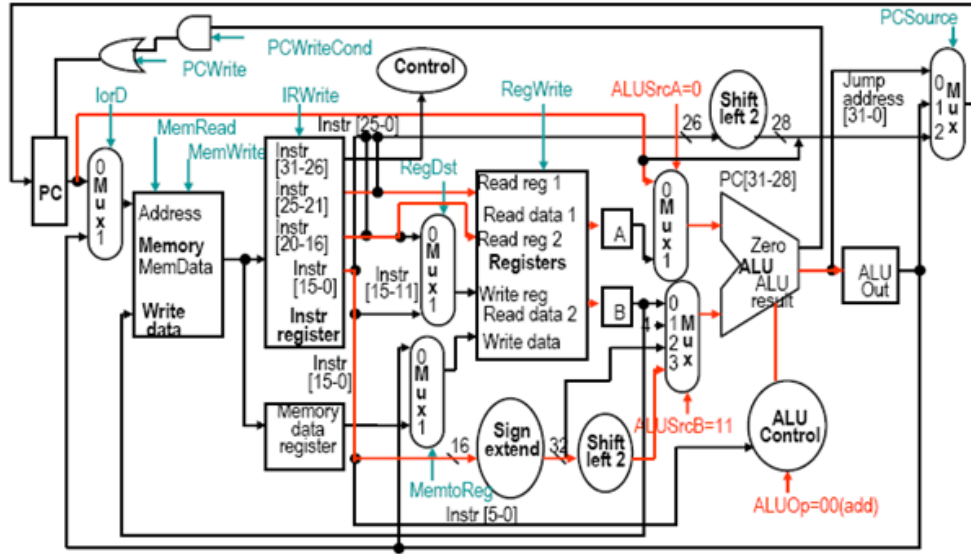 PCSource
PCWriteCond
PCWrite
Control
IorD
IRWrite
RegWrite
ALUSrcA=0
Shift
left 2
Jump
address
[31-0]
0
1
2
M
u
x
MemRead
MemWrite
Instr [25-0]
26
28
PC
0
M
u
x
1
Address
Memory
MemData
Write
data
Instr
[31-26]
Instr
[25-21]
Instr
[20-16]
Instr
[15-0]
Instr
register
RegDst
Instr
[15-11]
0
M
u
x
1
Read reg 1
Read data 1
Read reg 2
Registers
Write reg
Read data 2
Write data
A
B
0
M
u
x
1
PC[31-28]
Zero
ALU
ALU
result
ALU
Out
4
0
1
2
3
M
u
x
Instr
[15-0]
Memory
data
register
0
M
u
x
1
MemtoReg
16
Sign
extend
32
Shift
left 2
ALUSrcB=11
ALU
Control
ALUOp=00(add)
Instr [5-0]